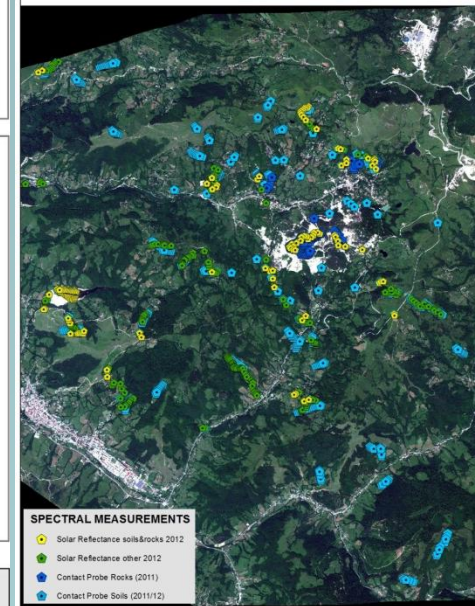 SPECTRAL MEASUREMENTS
Solar Reflectance soils&rocks 2012
Solar Reflectance other 2012
Contact Probe Rocks (2011)
Contact Probe Soils (2011/12)